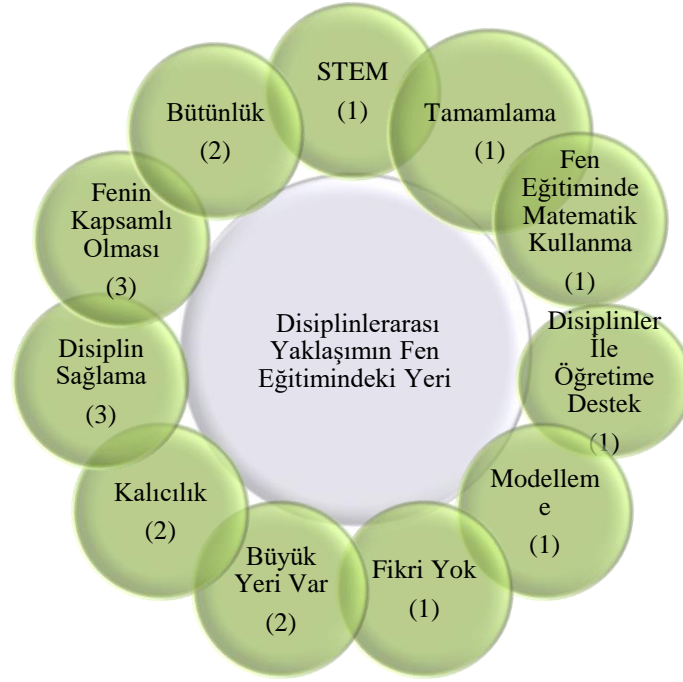 STEM
(1)
Tamamlama
(1)
Fen
Eğitiminde
Matematik
Kullanma
(1)
Disiplinler
İle
Öğretime
Destek
(1)
Modellem
e
(1)
Fikri Yok
(1)
Büyük
Yeri Var
(2)
Kalıcılık
(2)
Disiplin
Sağlama
(3)
Fenin
Kapsamlı
Olması
(3)
Bütünlük
(2)
Disiplinlerarası
Yaklaşımın Fen
Eğitimindeki Yeri